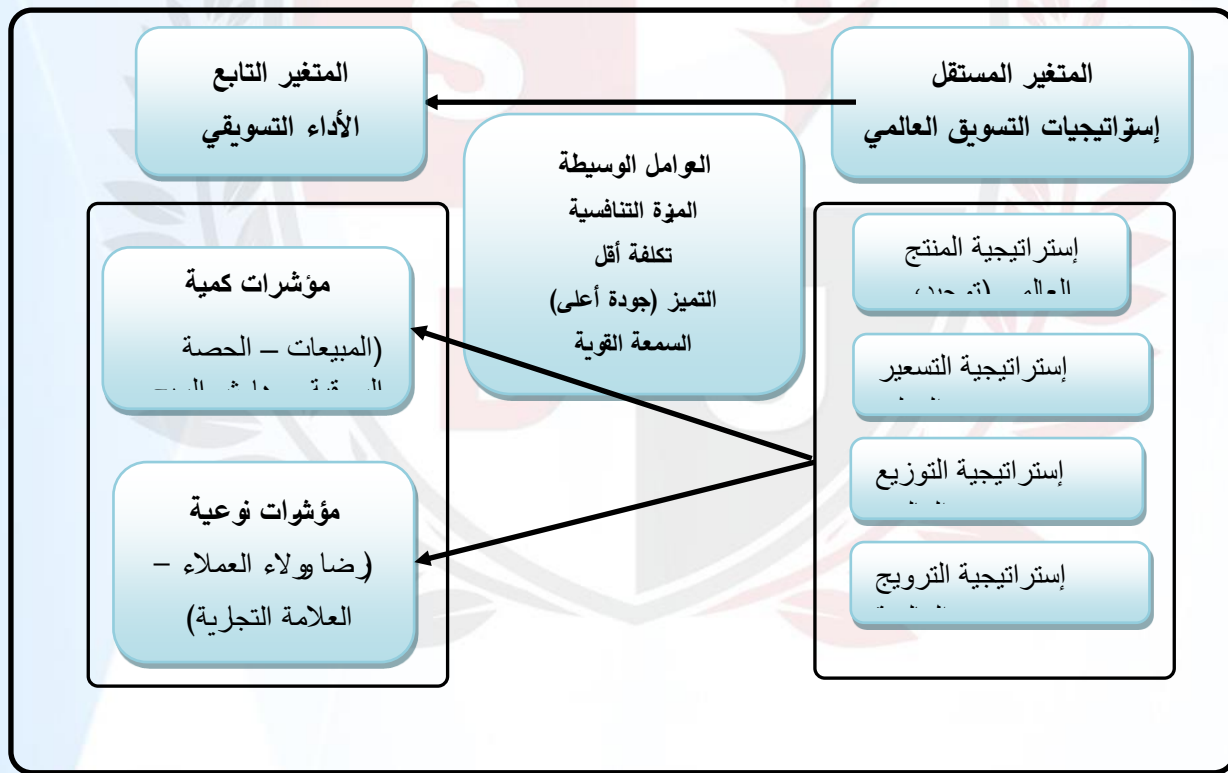 المتغير المستقل
إستراتيجيات التسويق العالمي
المتغير التابع
الأداء التسويقي
العوامل الوسيطة
الميزة التنافسية
تكلفة أقل
التميز (جودة أعلى)
السمعة القوية
إستراتيجية المنتج
إستراتيجية التسعير
إستراتيجية التوزيع
إستراتيجية الترويج
مؤشرات كمية
(المبيعات – الحصة
مؤشرات نوعية
(رضا وولاء العملاء –
العلامة التجارية)